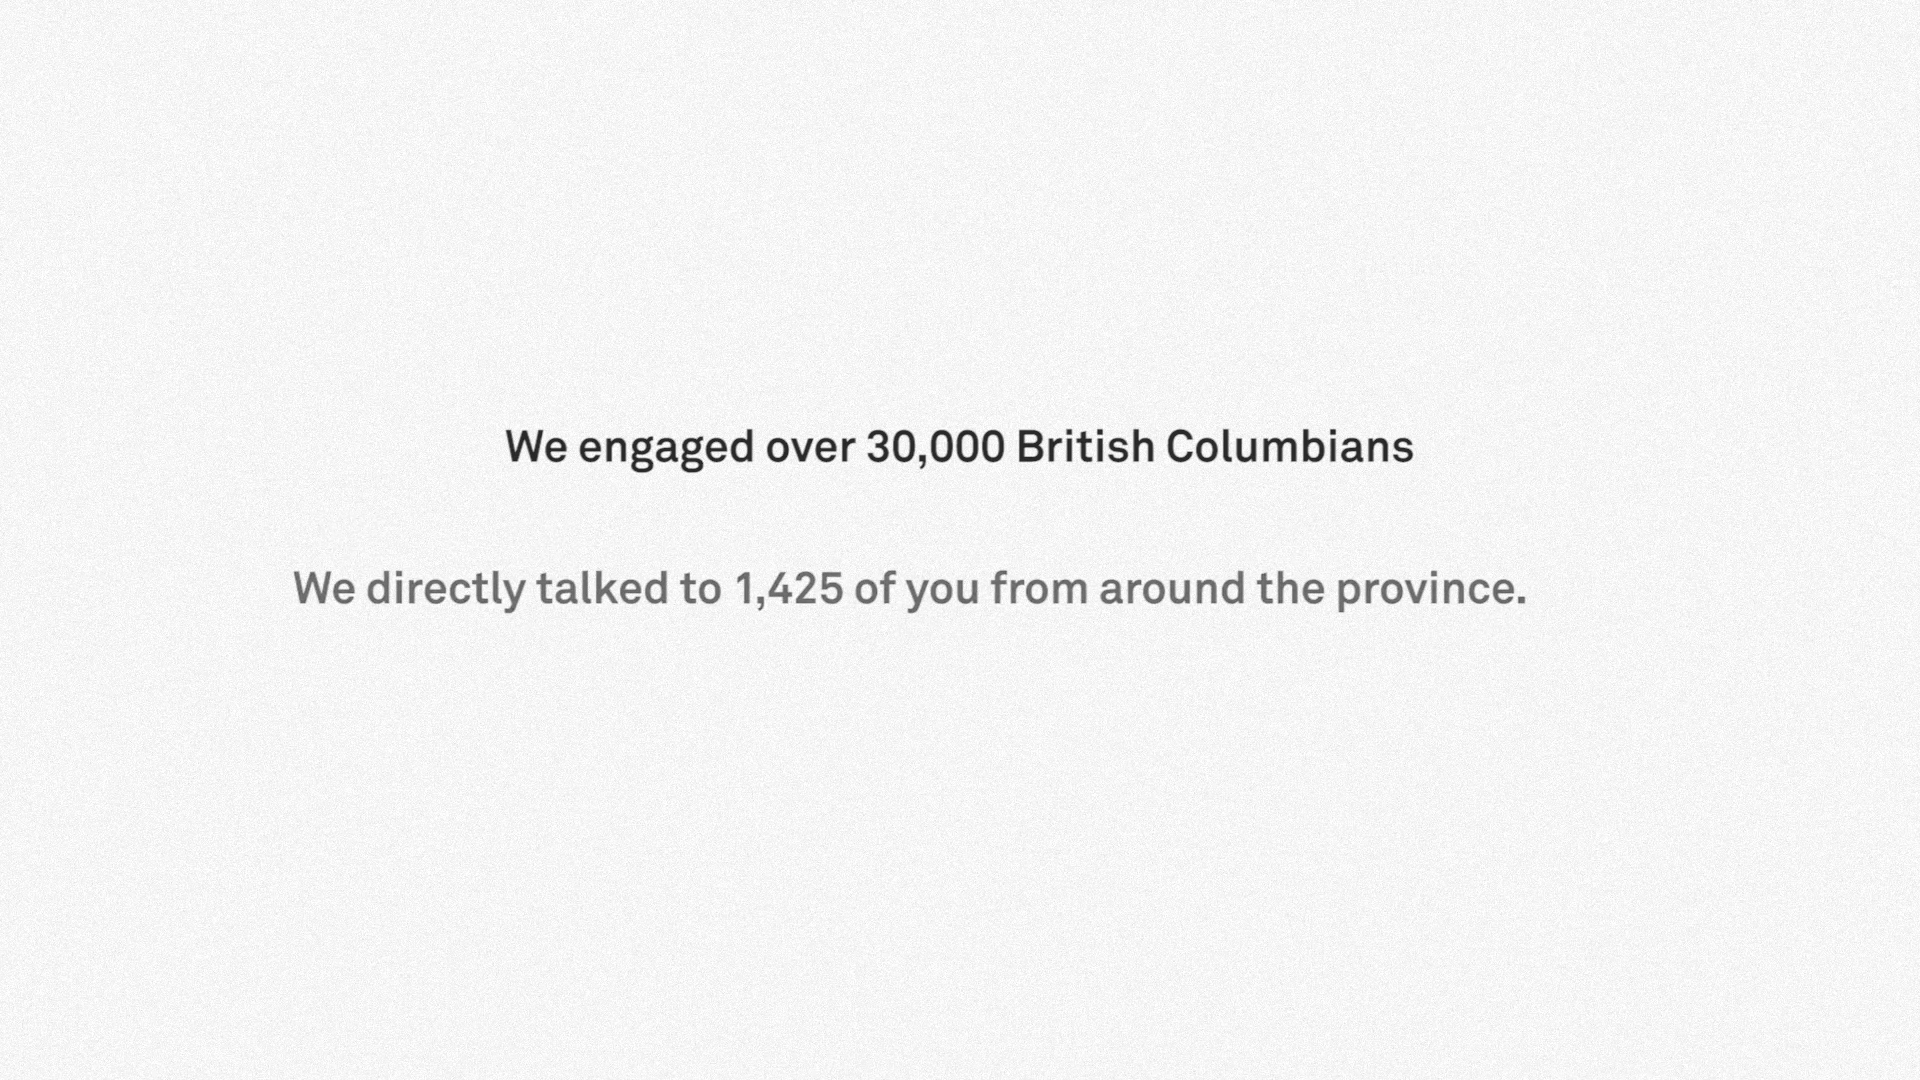 We engaged over 30,000 British Columbians
We directly talked to 1,425 of you from around the province.